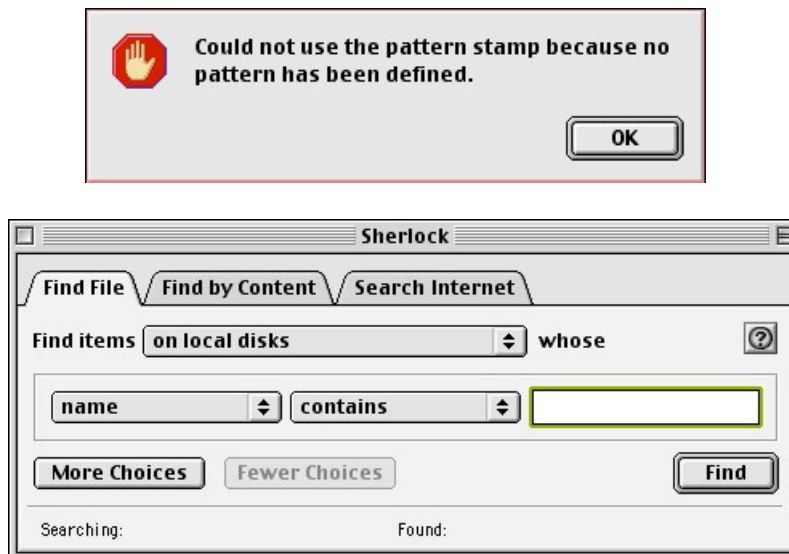 Could not use the pattern stamp because no
pattern has been defined.
OK
Sherlock
Find File Find by Content Search Internet
Find items on local disks whose ?
name contains
More Choices Fewer Choices Find
Searching: Found: